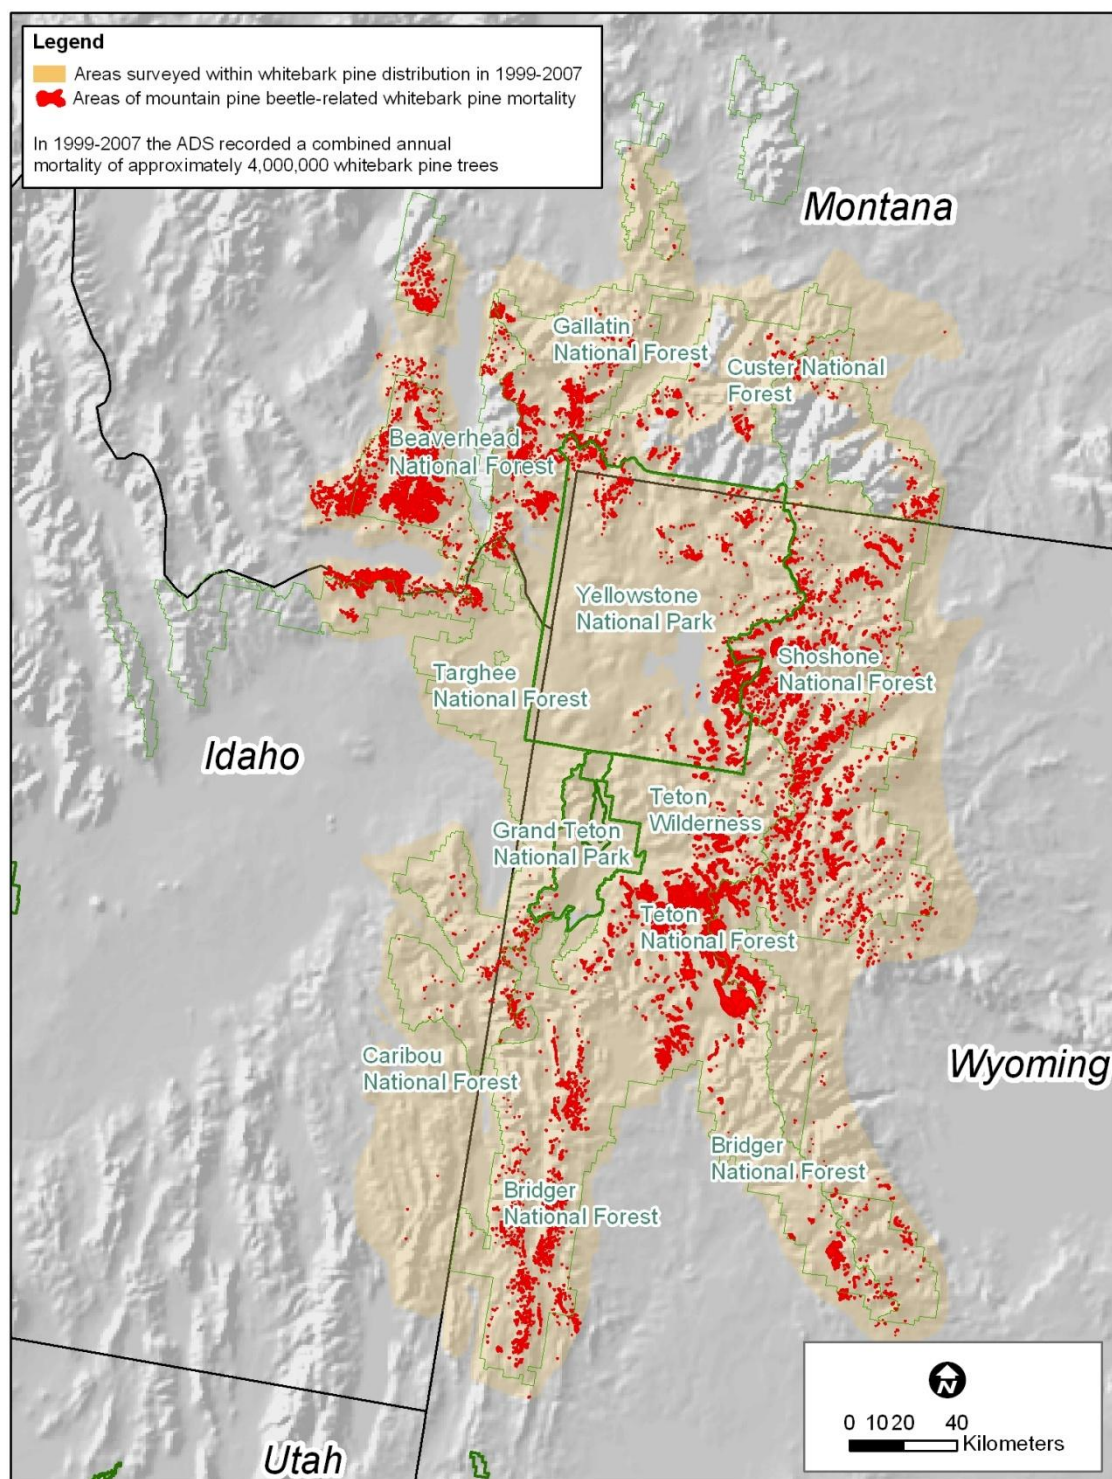 Legend
Areas surveyed within whitebark pine distribution in 1999-2007
Areas of mountain pine beetle-related whitebark pine mortality
In 1999-2007 the ADS recorded a combined annual
mortality of approximately 4,000,000 whitebark pine trees
Montana
Gallatin
National Forest
Custer National
Forest
Beaverhead
National Forest
Yellowstone
National Park
Shoshone
National Forest
Targhee
National Forest
Idaho
Teton
Wilderness
Grand Teton
National Park
Teton
National Forest
Caribou
National Forest
Wyoming
Bridger
National Forest
Bridger
National Forest
N
0 10 20 40
Kilometers
Utah